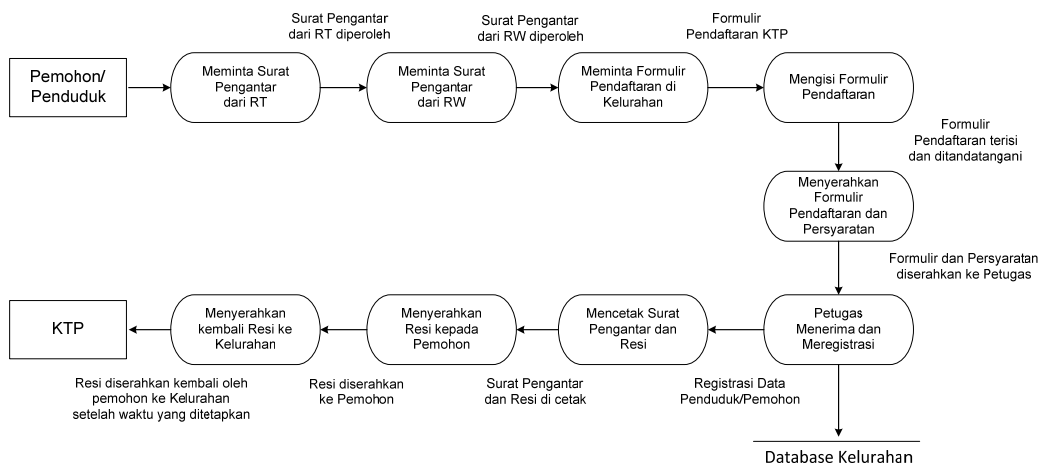 Surat Pengantar
dari RT diperoleh
Surat Pengantar
dari RW diperoleh
Formulir
Pendaftaran KTP
Pemohon/
Penduduk
Meminta Surat
Pengantar
dari RT
Meminta Surat
Pengantar
dari RW
Meminta Formulir
Pendaftaran di
Kelurahan
Mengisi Formulir
Pendaftaran
Formulir
Pendaftaran terisi
dan ditandatangani
Menyerahkan
Formulir
Pendaftaran dan
Persyaratan
Formulir dan Persyaratan
diserahkan ke Petugas
KTP
Menyerahkan
kembali Resi ke
Kelurahan
Menyerahkan
Resi kepada
Pemohon
Mencetak Surat
Pengantar dan
Resi
Petugas
Menerima dan
Meregistrasi
Resi diserahkan kembali oleh
pemohon ke Kelurahan
setelah waktu yang ditetapkan
Resi diserahkan
ke Pemohon
Surat Pengantar
dan Resi di cetak
Registrasi Data
Penduduk/Pemohon
Database Kelurahan